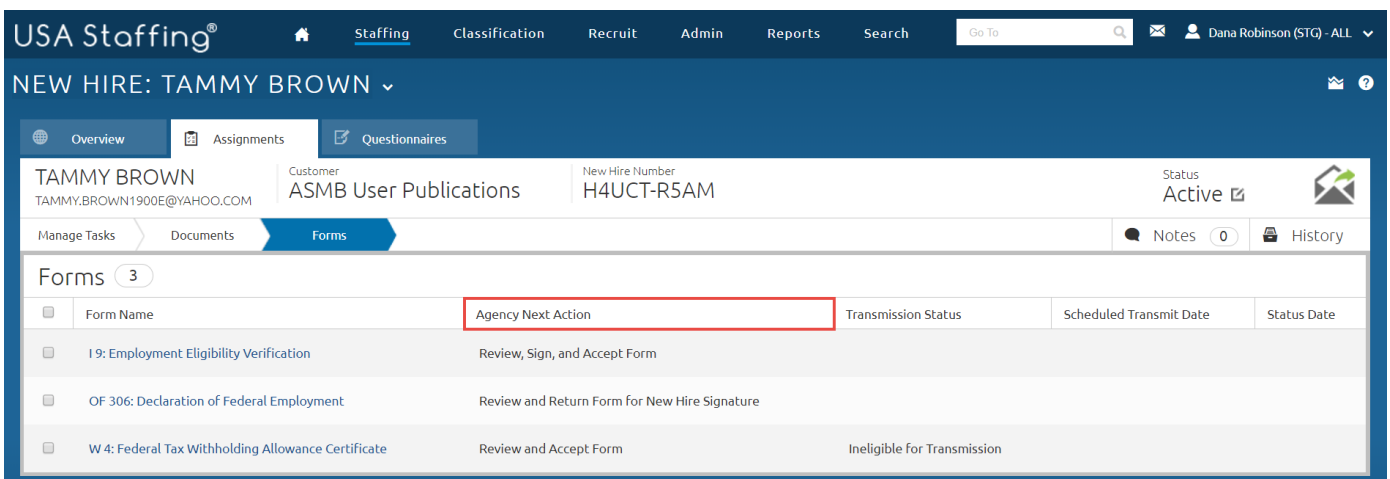 USA Staffing® Staffing Classification Recruit Admin Reports Search Go To Dana Robinson (STG) - ALL
NEW HIRE: TAMMY BROWN
Overview Assignments Questionnaires
TAMMY BROWN
TAMMY.BROWN1900E@YAHOO.COM
Customer
ASMB User Publications
New Hire Number
H4UCT-R5AM
Status
Active
Manage Tasks Documents Forms Notes 0 History
Forms 3
Form Name Agency Next Action Transmission Status Scheduled Transmit Date Status Date
I 9: Employment Eligibility Verification Review, Sign, and Accept Form
OF 306: Declaration of Federal Employment Review and Return Form for New Hire Signature
W 4: Federal Tax Withholding Allowance Certificate Review and Accept Form Ineligible for Transmission